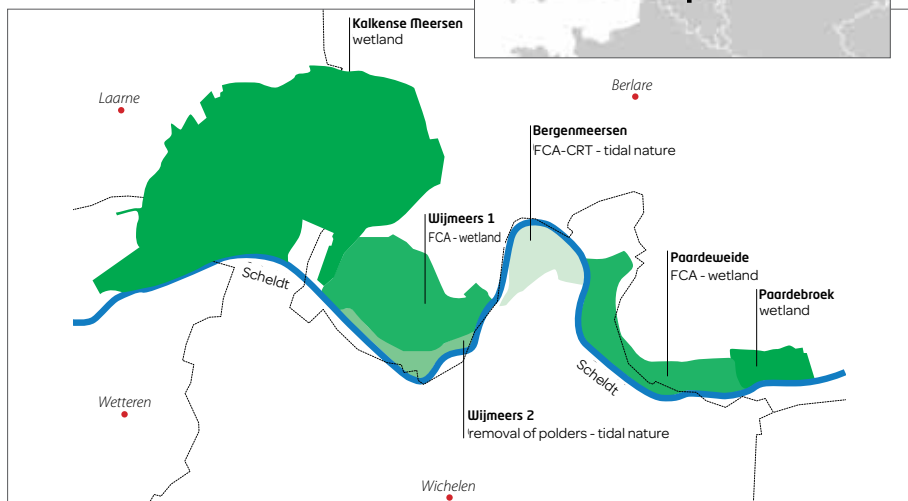 Kalkense Meersen
wetland
Laarne
Berlare
Bergenmeersen
FCA-CRT - tidal nature
Wijmeers 1
FCA - wetland
Paardeweide
FCA - wetland
Scheldt
Paardebroek
wetland
Scheldt
Wetteren
Wijmeers 2
removal of polders - tidal nature
Wichelen